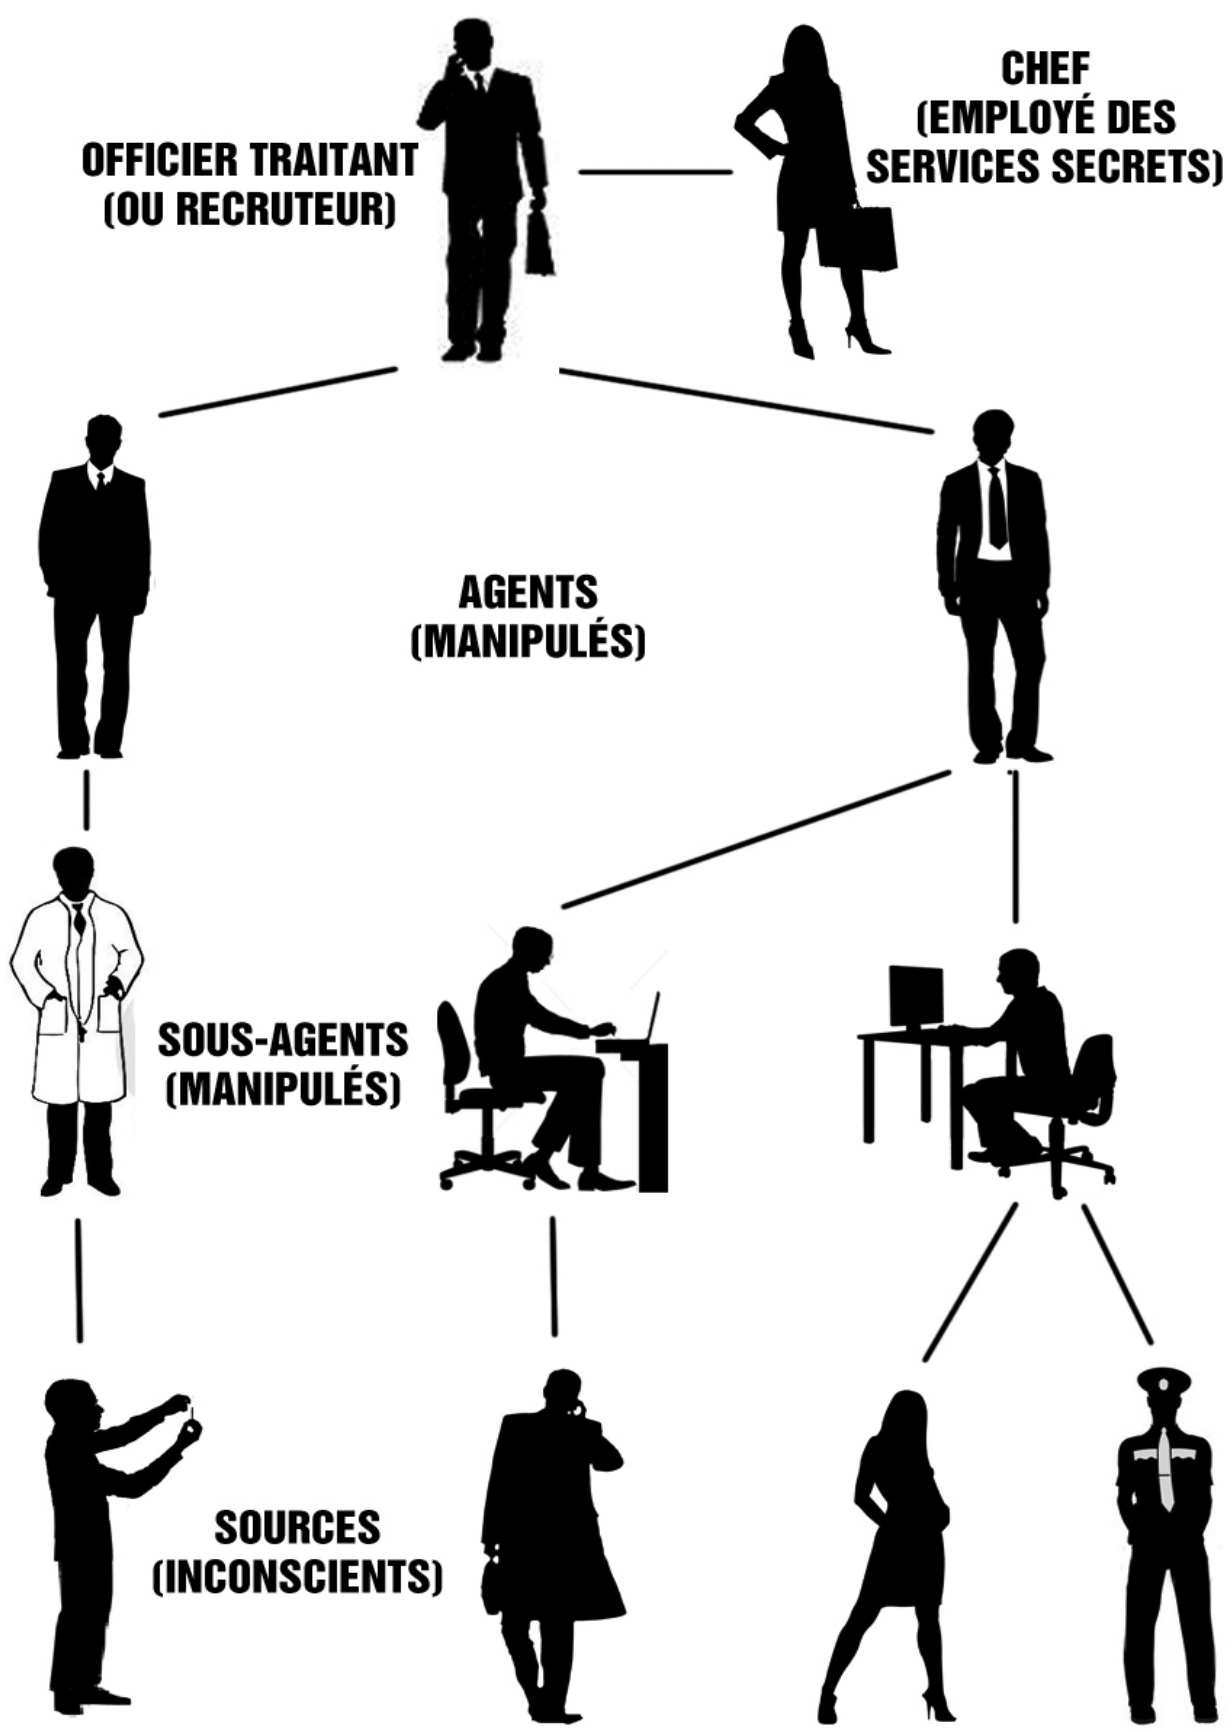 OFFICIER TRAITANT
(OU RECRUTEUR)
CHEF
(EMPLOYÉ DES
SERVICES SECRETS)
AGENTS
(MANIPULÉS)
SOUS-AGENTS
(MANIPULÉS)
SOURCES
(INCONSCIENTS)